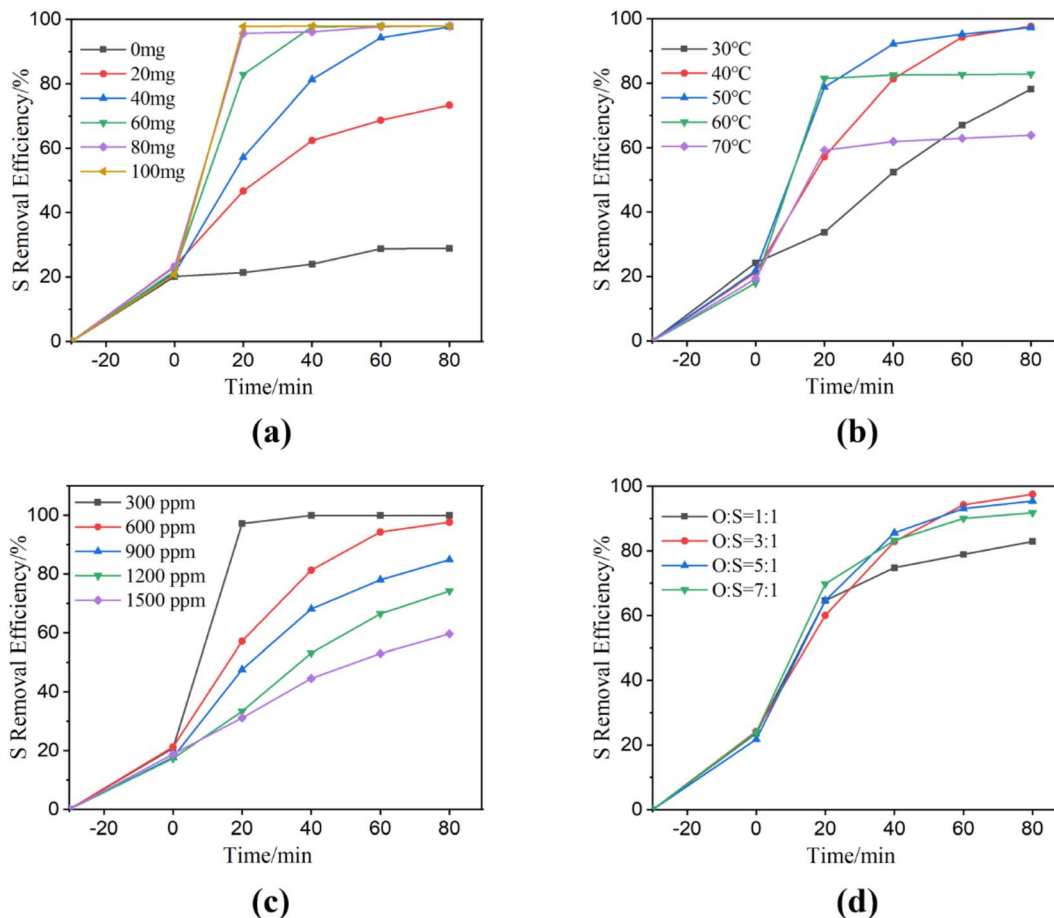 S Removal Efficiency/%
100
80
60
40
20
0
0mg
20mg
40mg
60mg
80mg
100mg
-20 0 20 40 60 80
Time/min
(a)
S Removal Efficiency/%
100
80
60
40
20
0
30°C
40°C
50°C
60°C
70°C
-20 0 20 40 60 80
Time/min
(b)
S Removal Efficiency/%
100
80
60
40
20
0
300 ppm
600 ppm
900 ppm
1200 ppm
1500 ppm
-20 0 20 40 60 80
Time/min
(c)
S Removal Efficiency/%
100
80
60
40
20
0
O:S=1:1
O:S=3:1
O:S=5:1
O:S=7:1
-20 0 20 40 60 80
Time/min
(d)